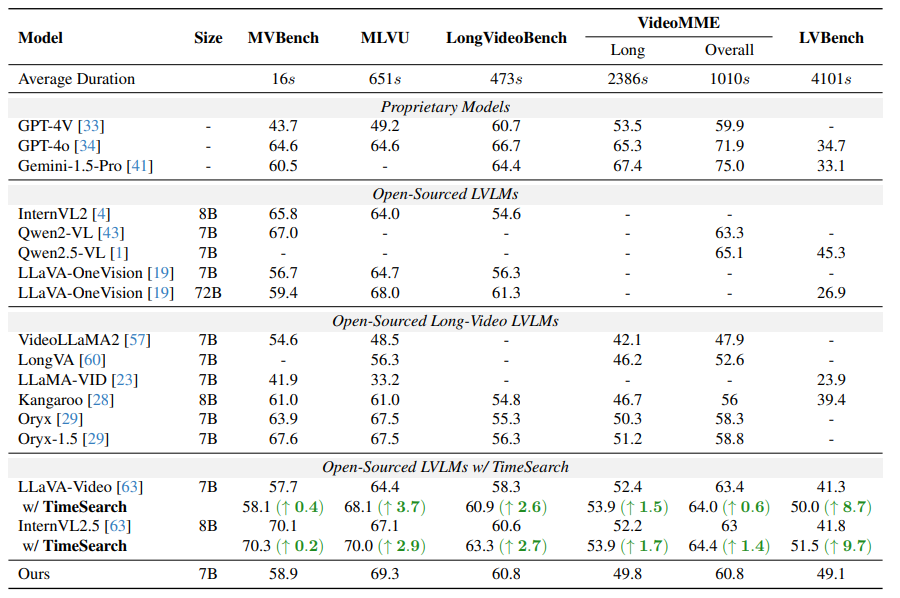 Model Size MVBench MLVU LongVideoBench VideoMME LVBench
Long Overall
Average Duration 16s 651s 473s 2386s 1010s 4101s
Proprietary Models
GPT-4V [33] - 43.7 49.2 60.7 53.5 59.9 -
GPT-4o [34] - 64.6 64.6 66.7 65.3 71.9 34.7
Gemini-1.5-Pro [41] - 60.5 - 64.4 67.4 75.0 33.1
Open-Sourced LVLMs
InternVL2 [4] 8B 65.8 64.0 54.6 - -
Qwen2-VL [43] 7B 67.0 - - - 63.3 -
Qwen2.5-VL [1] 7B - - - - 65.1 45.3
LLaVA-OneVision [19] 7B 56.7 64.7 56.3 - - -
LLaVA-OneVision [19] 72B 59.4 68.0 61.3 - - 26.9
Open-Sourced Long-Video LVLMs
VideoLLaMA2 [57] 7B 54.6 48.5 - 42.1 47.9 -
LongVA [60] 7B - 56.3 - 46.2 52.6 -
LLaMA-VID [23] 7B 41.9 33.2 - - - 23.9
Kangaroo [28] 8B 61.0 61.0 54.8 46.7 56 39.4
Oryx [29] 7B 63.9 67.5 55.3 50.3 58.3 -
Oryx-1.5 [29] 7B 67.6 67.5 56.3 51.2 58.8 -
Open-Sourced LVLMs w/ TimeSearch
LLaVA-Video [63] 7B 57.7 64.4 58.3 52.4 63.4 41.3
w/ TimeSearch 58.1 (↑ 0.4) 68.1 (↑ 3.7) 60.9 (↑ 2.6) 53.9 (↑ 1.5) 64.0 (↑ 0.6) 50.0 (↑ 8.7)
InternVL2.5 [63] 8B 70.1 67.1 60.6 52.2 63 41.8
w/ TimeSearch 70.3 (↑ 0.2) 70.0 (↑ 2.9) 63.3 (↑ 2.7) 53.9 (↑ 1.7) 64.4 (↑ 1.4) 51.5 (↑ 9.7)
Ours 7B 58.9 69.3 60.8 49.8 60.8 49.1